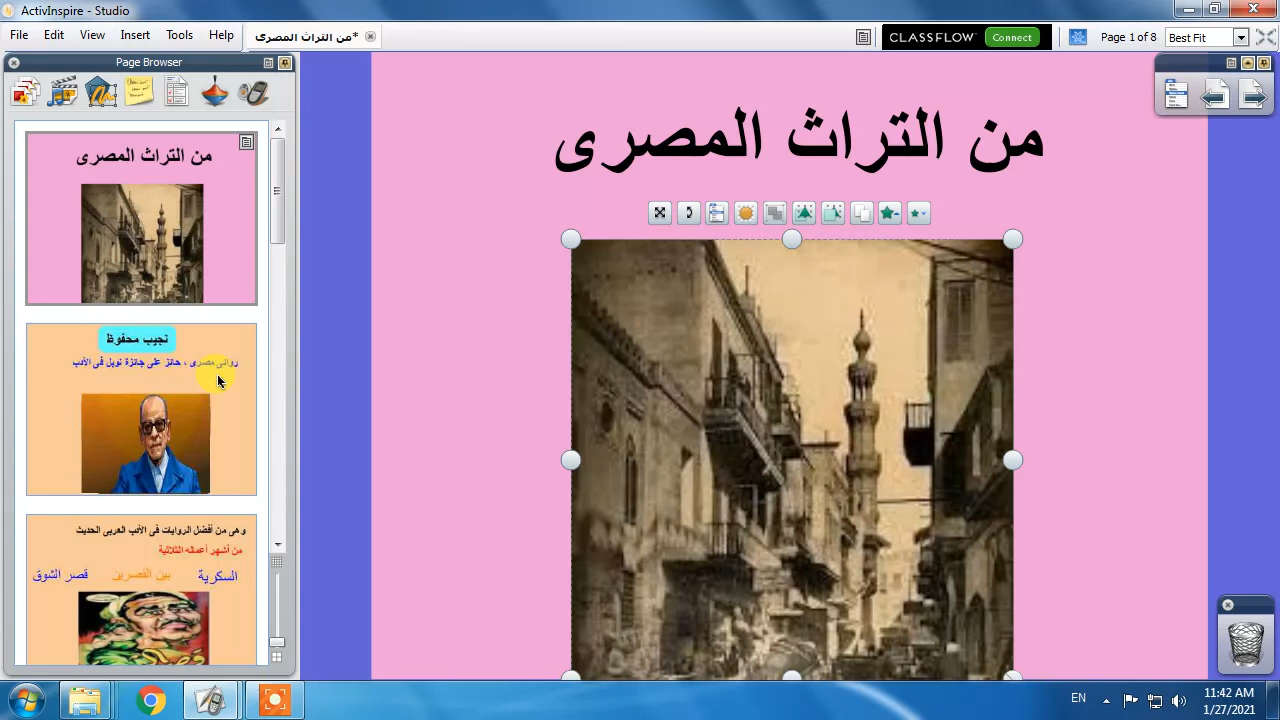 ActivInspire - Studio
File Edit View Insert Tools Help
من التراث المصرى*
CLASSFLOW Connect
Page 1 of 8
Best Fit
Page Browser
من التراث المصرى
نجيب محفوظ
روائى مصرى ، حائز على جائزة نوبل فى الأدب
وهى من أفضل الروايات فى الأدب العربى الحديث
من أشهر أعماله الثلاثية
السكرية بين القصرين قصر الشوق
من التراث المصرى
EN
11:42 AM
1/27/2021